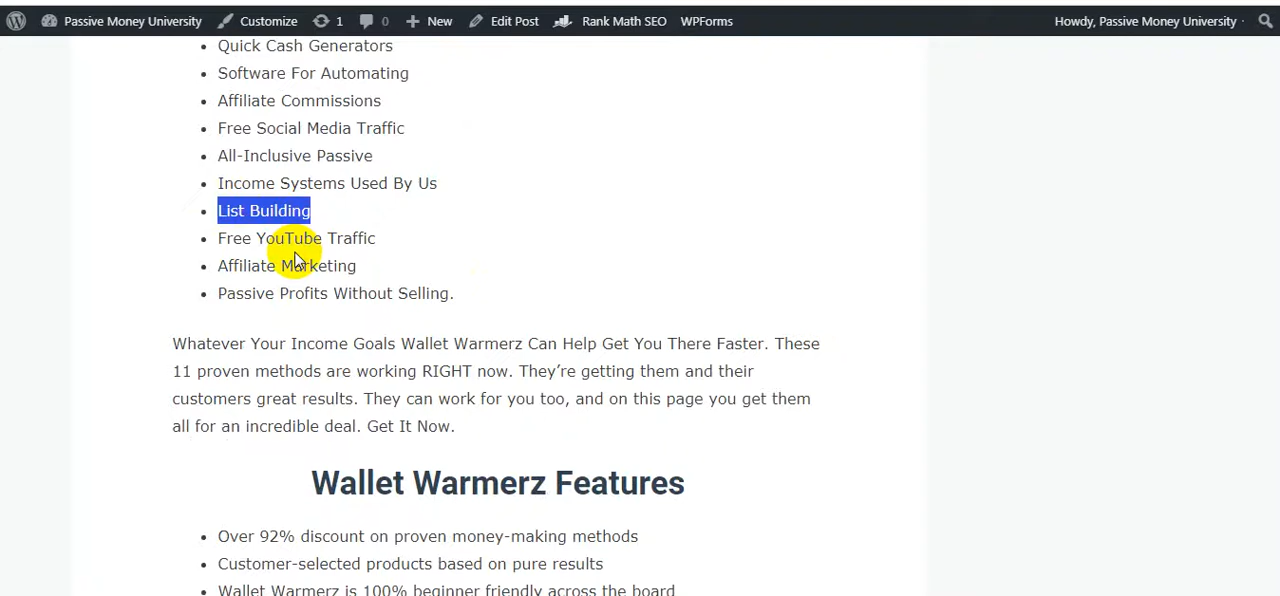 Passive Money University Customize 1 0 New Edit Post Rank Math SEO WPForms Howdy, Passive Money University
Quick Cash Generators
Software For Automating
Affiliate Commissions
Free Social Media Traffic
All-Inclusive Passive
Income Systems Used By Us
List Building
Free YouTube Traffic
Affiliate Marketing
Passive Profits Without Selling.
Whatever Your Income Goals Wallet Warmerz Can Help Get You There Faster. These
11 proven methods are working RIGHT now. They’re getting them and their
customers great results. They can work for you too, and on this page you get them
all for an incredible deal. Get It Now.
Wallet Warmerz Features
Over 92% discount on proven money-making methods
Customer-selected products based on pure results
Wallet Warmerz is 100% beginner friendly across the board